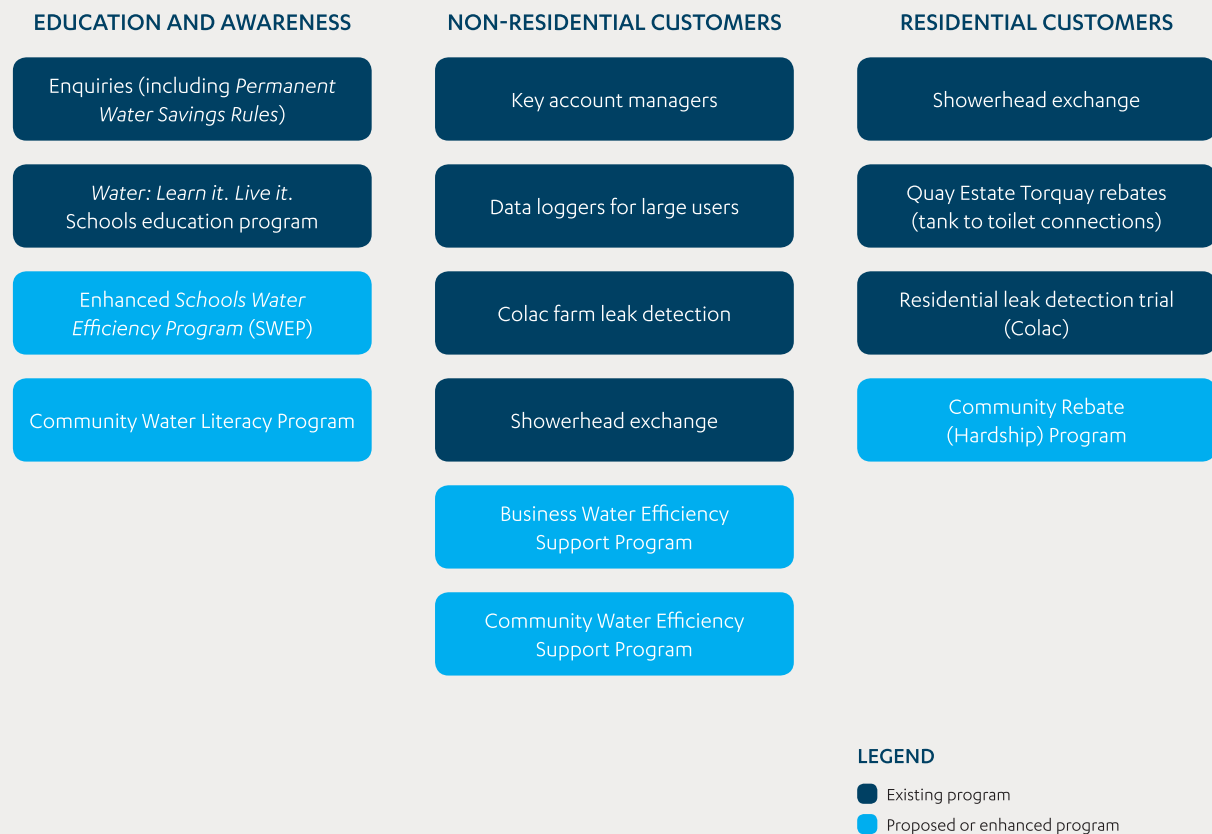 EDUCATION AND AWARENESS
Enquiries (including Permanent
Water Savings Rules)
Water: Learn it. Live it.
Schools education program
Enhanced Schools Water
Efficiency Program (SWEP)
Community Water Literacy Program
NON-RESIDENTIAL CUSTOMERS
Key account managers
Data loggers for large users
Colac farm leak detection
Showerhead exchange
Business Water Efficiency
Support Program
Community Water Efficiency
Support Program
RESIDENTIAL CUSTOMERS
Showerhead exchange
Quay Estate Torquay rebates
(tank to toilet connections)
Residential leak detection trial
(Colac)
Community Rebate
(Hardship) Program
LEGEND
Existing program
Proposed or enhanced program